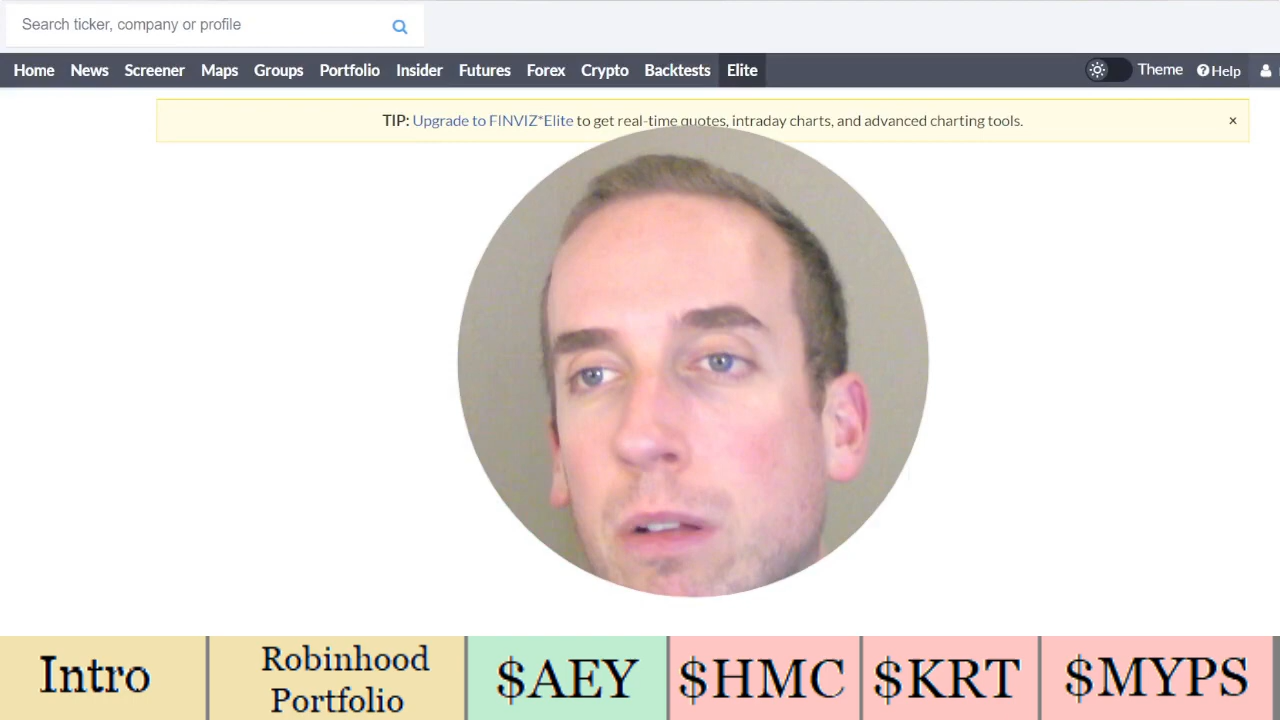 Search ticker, company or profile
Home News Screener Maps Groups Portfolio Insider Futures Forex Crypto Backtests Elite Theme Help
TIP: Upgrade to FINVIZ*Elite to get real-time quotes, intraday charts, and advanced charting tools. ×
Intro
Robinhood
Portfolio
$AEY
$HMC
$KRT
$MYPS